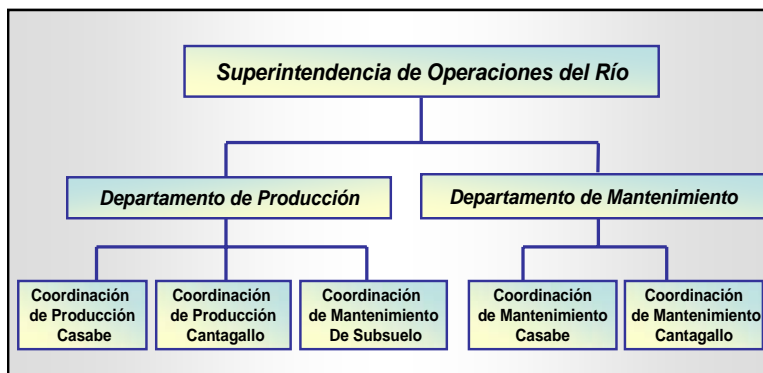 Superintendencia de Operaciones del Río
Departamento de Producción
Departamento de Mantenimiento
Coordinación
de Producción
Casabe
Coordinación
de Producción
Cantagallo
Coordinación
de Mantenimiento
De Subsuelo
Coordinación
de Mantenimiento
Casabe
Coordinación
de Mantenimiento
Cantagallo